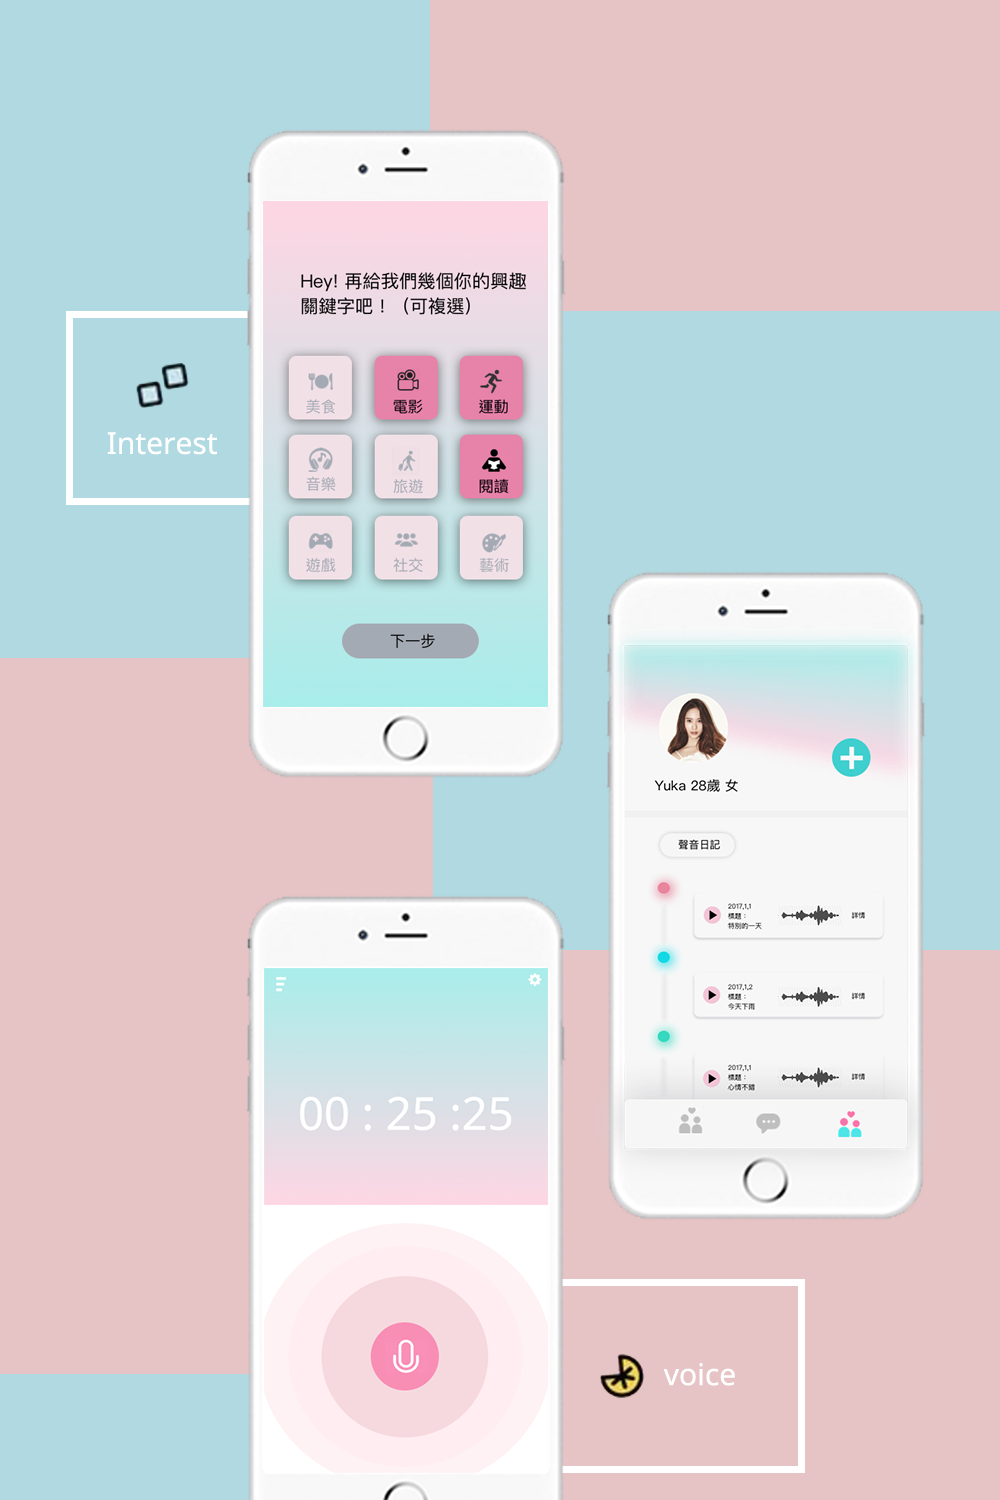 Hey! 再給我們幾個你的興趣
關鍵字吧！（可複選）
美食
電影
運動
音樂
旅遊
閱讀
遊戲
社交
藝術
下一步
Interest
Yuka 28歲 女
聲音日記
2017,1,1
標題：
特別的一天
詳情
2017,1,2
標題：
今天下雨
詳情
2017,1,1
標題：
心情不錯
詳情
00 : 25 :25
voice